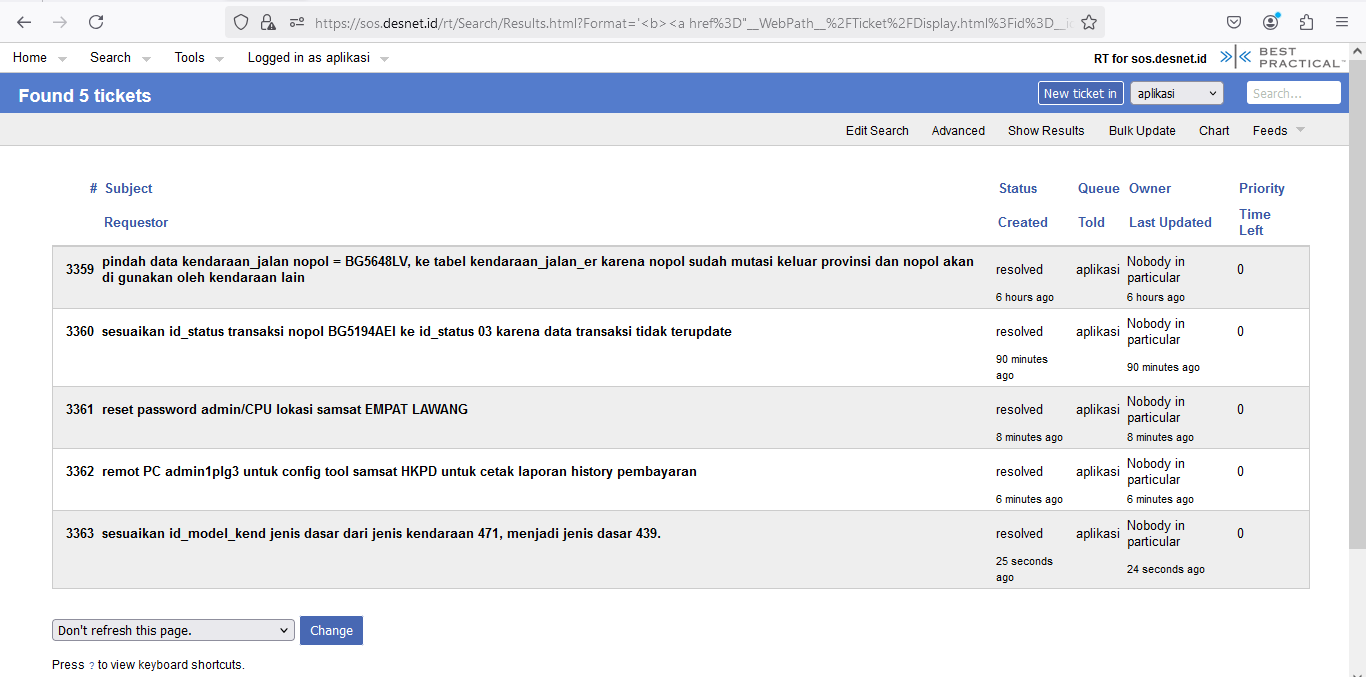 https://sos.desnet.id/rt/Search/Results.html?Format='<b><a href%3D"__WebPath__%2FTicket%2FDisplay.html%3Fid%3D__id
Home Search Tools Logged in as aplikasi RT for sos.desnet.id BEST PRACTICAL™
Found 5 tickets New ticket in aplikasi Search...
Edit Search Advanced Show Results Bulk Update Chart Feeds
# Subject Status Queue Owner Priority
Requestor Created Told Last Updated Time Left
3359 pindah data kendaraan_jalan nopol = BG5648LV, ke tabel kendaraan_jalan_er karena nopol sudah mutasi keluar provinsi dan nopol akan
di gunakan oleh kendaraan lain
resolved aplikasi Nobody in particular 0
6 hours ago 6 hours ago
3360 sesuaikan id_status transaksi nopol BG5194AEI ke id_status 03 karena data transaksi tidak terupdate
resolved aplikasi Nobody in particular 0
90 minutes ago 90 minutes ago
3361 reset password admin/CPU lokasi samsat EMPAT LAWANG
resolved aplikasi Nobody in particular 0
8 minutes ago 8 minutes ago
3362 remot PC admin1plg3 untuk config tool samsat HKPD untuk cetak laporan history pembayaran
resolved aplikasi Nobody in particular 0
6 minutes ago 6 minutes ago
3363 sesuaikan id_model_kend jenis dasar dari jenis kendaraan 471, menjadi jenis dasar 439.
resolved aplikasi Nobody in particular 0
25 seconds ago 24 seconds ago
Don't refresh this page. Change
Press ? to view keyboard shortcuts.